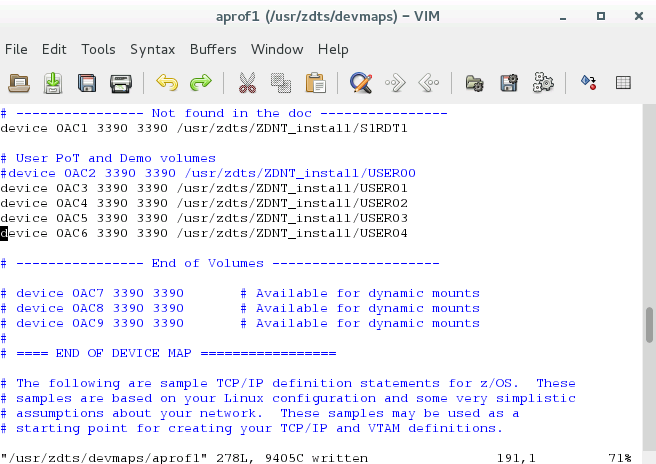 aprof1 (/usr/zdts/devmaps) – VIM
File Edit Tools Syntax Buffers Window Help
# ---------------- Not found in the doc ----------------
device 0AC1 3390 3390 /usr/zdts/ZDNT_install/S1RDT1
# User PoT and Demo volumes
#device 0AC2 3390 3390 /usr/zdts/ZDNT_install/USER00
device 0AC3 3390 3390 /usr/zdts/ZDNT_install/USER01
device 0AC4 3390 3390 /usr/zdts/ZDNT_install/USER02
device 0AC5 3390 3390 /usr/zdts/ZDNT_install/USER03
device 0AC6 3390 3390 /usr/zdts/ZDNT_install/USER04
# ---------------- End of Volumes ---------------------
# device 0AC7 3390 3390       # Available for dynamic mounts
# device 0AC8 3390 3390       # Available for dynamic mounts
# device 0AC9 3390 3390       # Available for dynamic mounts
#
# ==== END OF DEVICE MAP =================
# The following are sample TCP/IP definition statements for z/OS.  These
# samples are based on your Linux configuration and some very simplistic
# assumptions about your network.  These samples may be used as a
# starting point for creating your TCP/IP and VTAM definitions.
"/usr/zdts/devmaps/aprof1" 278L, 9405C written 191,1 71%